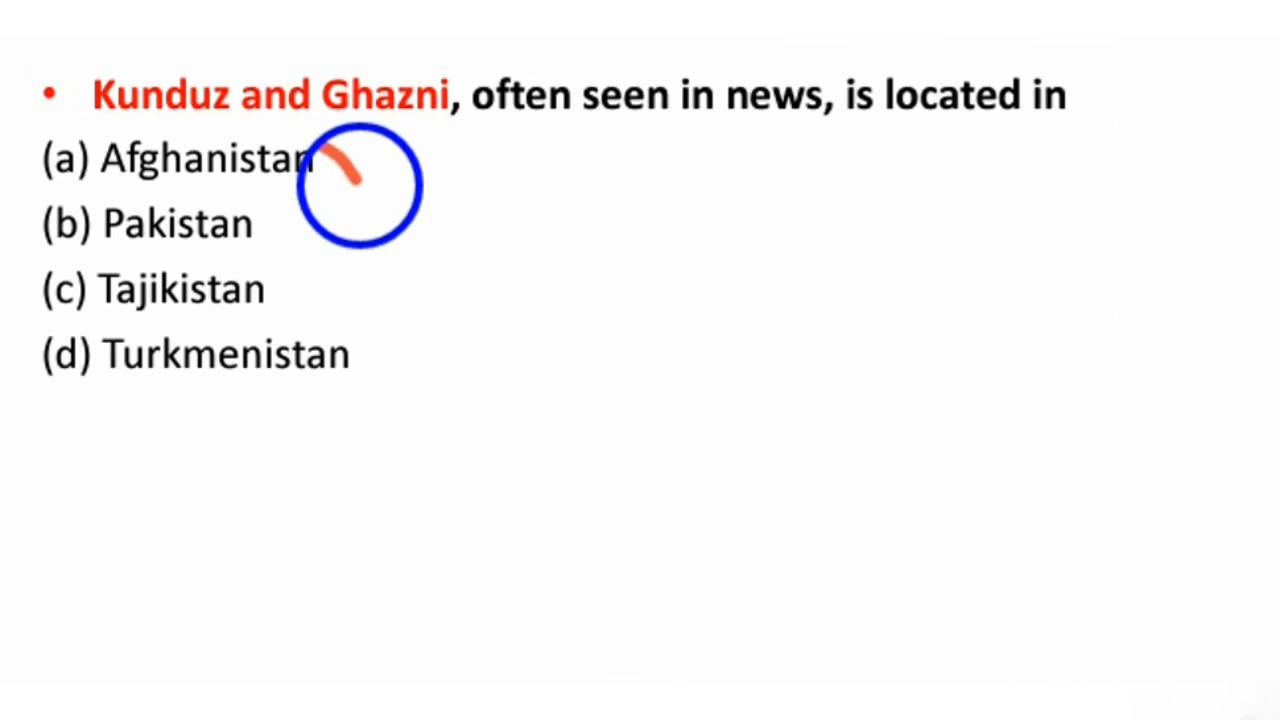 • Kunduz and Ghazni, often seen in news, is located in
(a) Afghanistan
(b) Pakistan
(c) Tajikistan
(d) Turkmenistan